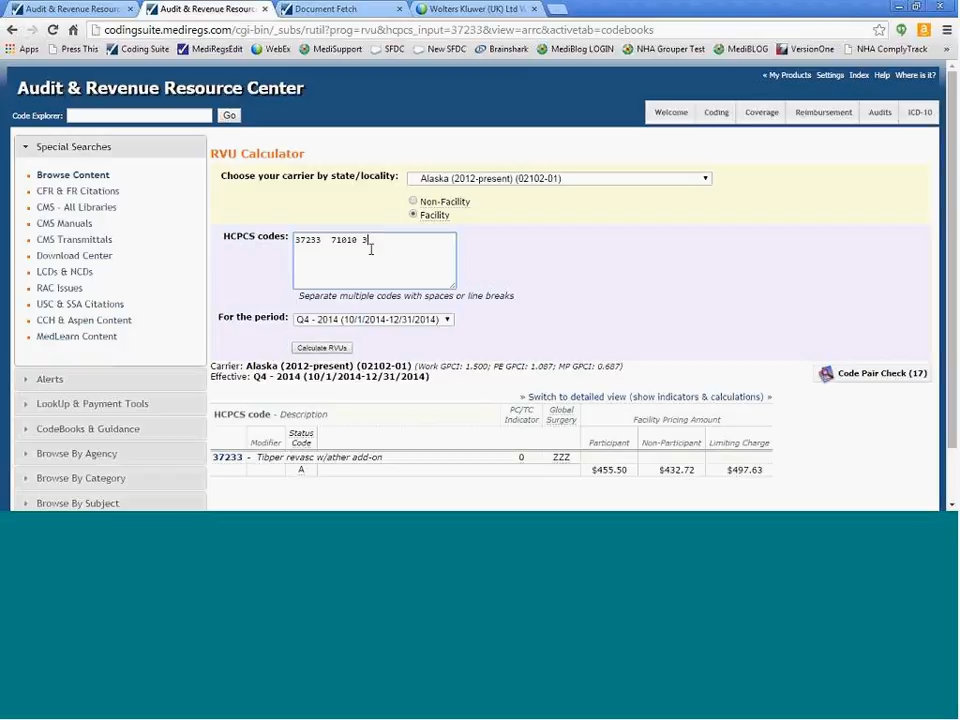 Audit & Revenue Resourc ×
Audit & Revenue Resourc ×
Document Fetch ×
Wolters Kluwer (UK) Ltd W ×
codingsuite.mediregs.com/cgi-bin/_subs/rutil?prog=rvu&hcpcs_input=37233&view=arrc&activetab=codebooks
Apps Press This Coding Suite MediRegsEdit WebEx MediSupport SFDC New SFDC Brainshark MediBlog LOGIN NHA Grouper Test MediBLOG VersionOne NHA ComplyTrack »
« My Products Settings Index Help Where is it?
Audit & Revenue Resource Center
Code Explorer: Go
Welcome Coding Coverage Reimbursement Audits ICD-10
Special Searches
Browse Content
CFR & FR Citations
CMS - All Libraries
CMS Manuals
CMS Transmittals
Download Center
LCDs & NCDs
RAC Issues
USC & SSA Citations
CCH & Aspen Content
MedLearn Content
Alerts
LookUp & Payment Tools
CodeBooks & Guidance
Browse By Agency
Browse By Category
Browse By Subject
RVU Calculator
Choose your carrier by state/locality: Alaska (2012-present) (02102-01)
Non-Facility
Facility
HCPCS codes: 37233 71010 3
Separate multiple codes with spaces or line breaks
For the period: Q4 - 2014 (10/1/2014-12/31/2014)
Calculate RVUs
Carrier: Alaska (2012-present) (02102-01) (Work GPCI: 1.500; PE GPCI: 1.087; MP GPCI: 0.687)
Effective: Q4 - 2014 (10/1/2014-12/31/2014)
Code Pair Check (17)
» Switch to detailed view (show indicators & calculations) »
HCPCS code - Description PC/TC Indicator Global Surgery Facility Pricing Amount
Modifier Status Code Participant Non-Participant Limiting Charge
37233 - Tibper revasc w/ather add-on 0 ZZZ
A $455.50 $432.72 $497.63